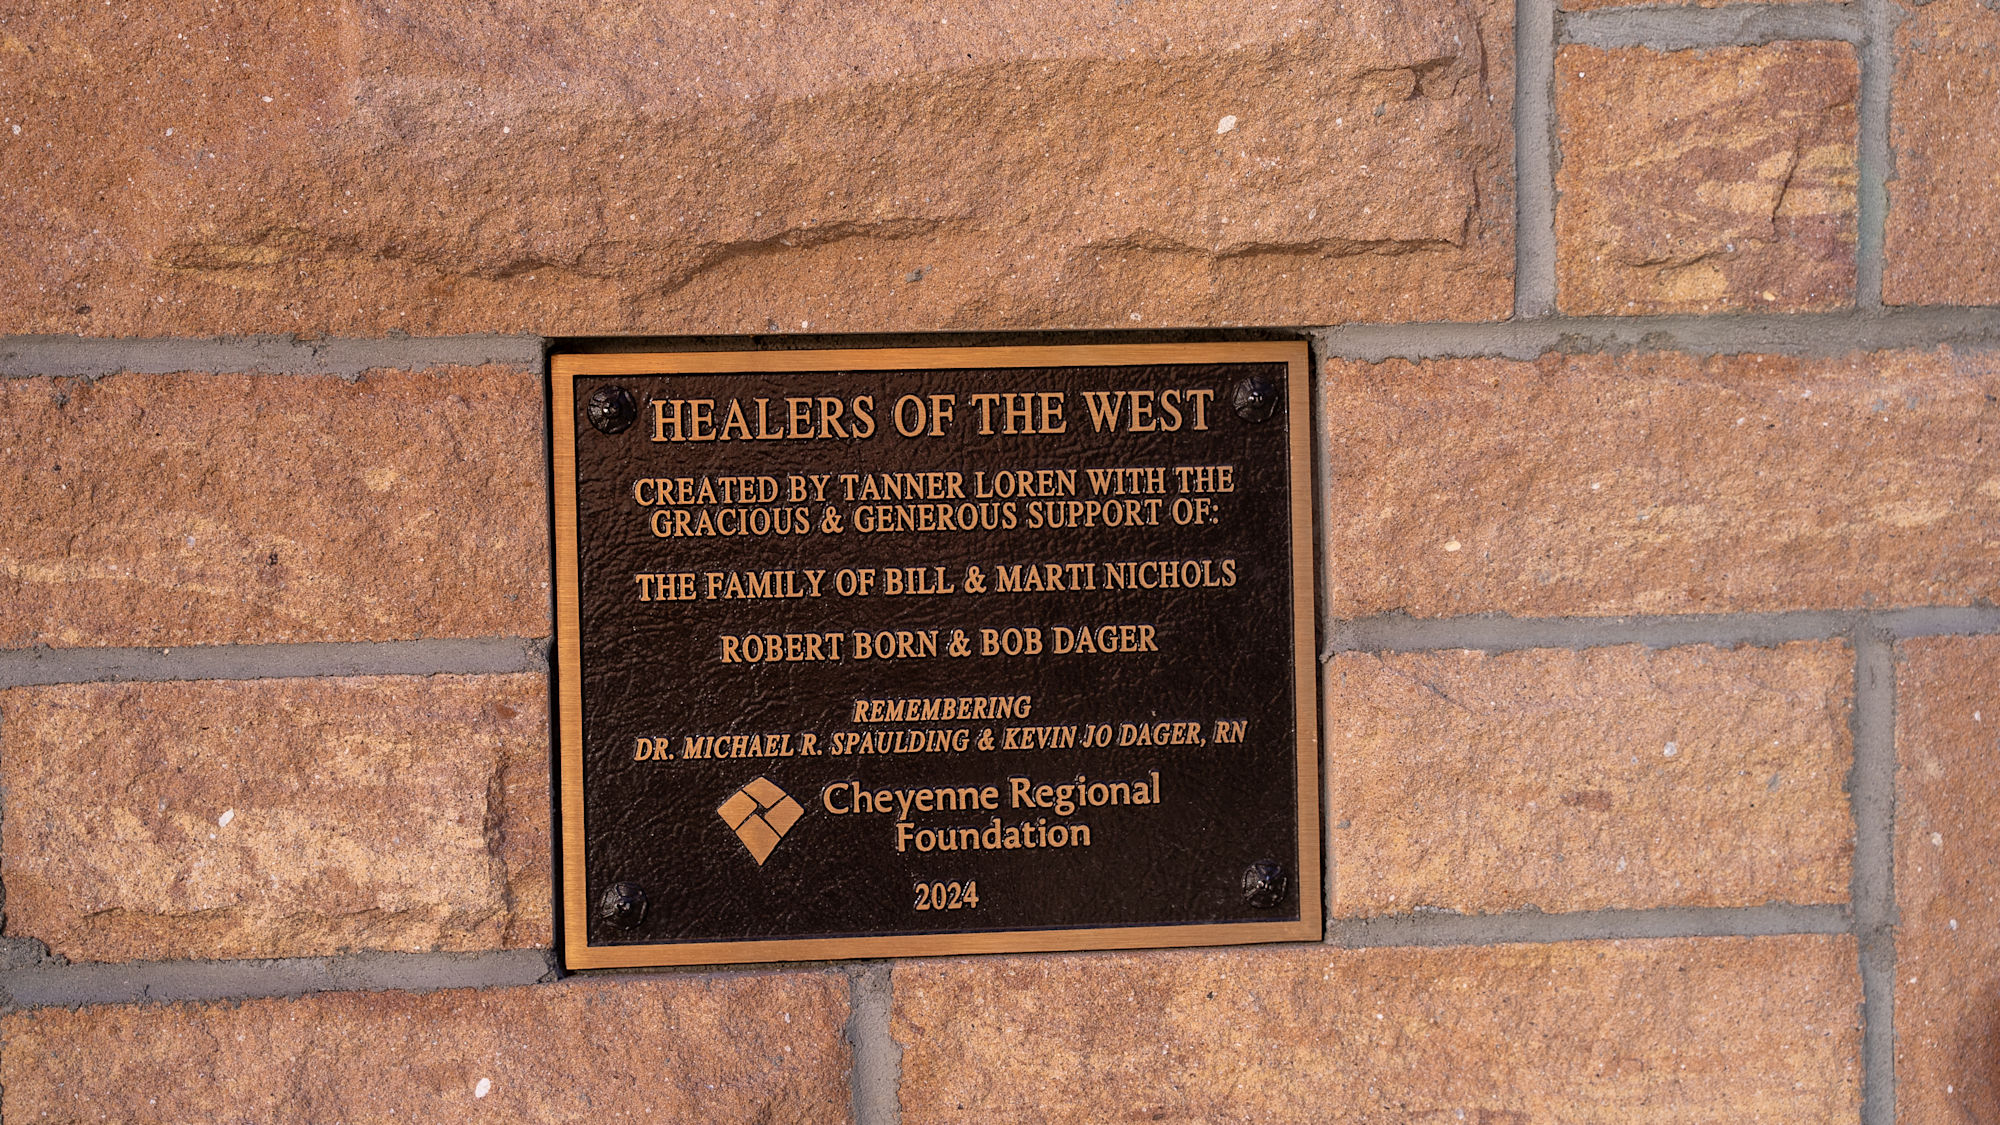 HEALERS OF THE WEST
CREATED BY TANNER LOREN WITH THE
GRACIOUS & GENEROUS SUPPORT OF:
THE FAMILY OF BILL & MARTI NICHOLS
ROBERT BORN & BOB DAGER
REMEMBERING
DR. MICHAEL R. SPAULDING & KEVIN JO DAGER, RN
Cheyenne Regional
Foundation
2024